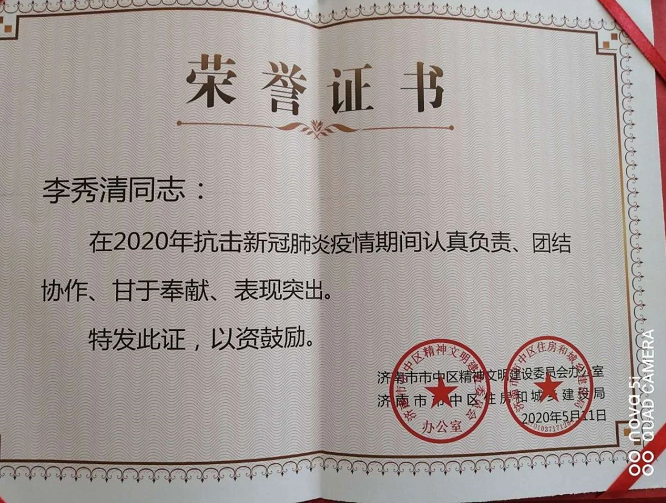 荣誉证书
李秀清同志：
在2020年抗击新冠肺炎疫情期间认真负责、团结
协作、甘于奉献、表现突出。
特发此证，以资鼓励。
济南市市中区精神文明建设委员会办公室
济南市市中区住房和城乡建设局
2020年5月11日
办公室
nova 5i
QUAD CAMERA